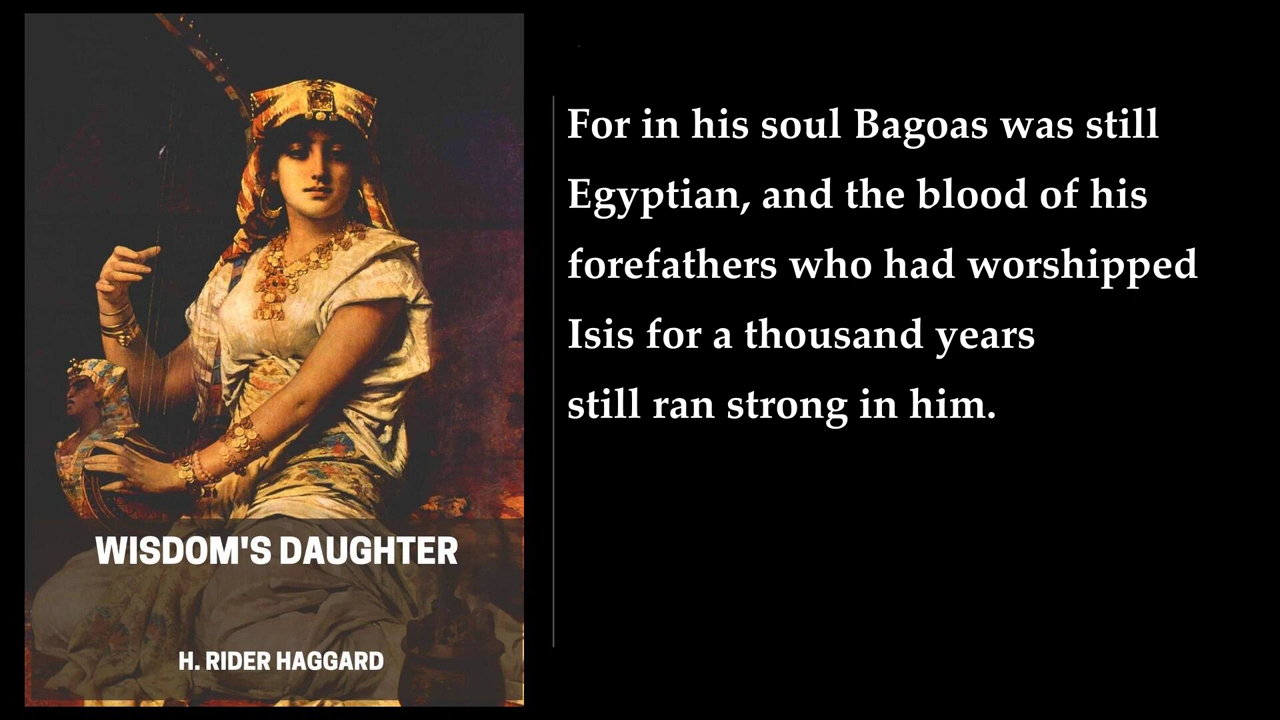 For in his soul Bagoas was still
Egyptian, and the blood of his
forefathers who had worshipped
Isis for a thousand years
still ran strong in him.
WISDOM'S DAUGHTER
H. RIDER HAGGARD